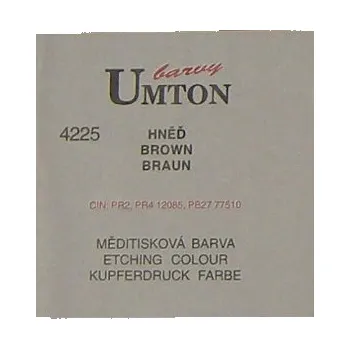 barvy
UMTON
4225 HNĚĎ
BROWN
BRAUN
CIN: PR2, PR4 12085, PB27 77510
MĚDITISKOVÁ BARVA
ETCHING COLOUR
KUPFERDRUCK FARBE